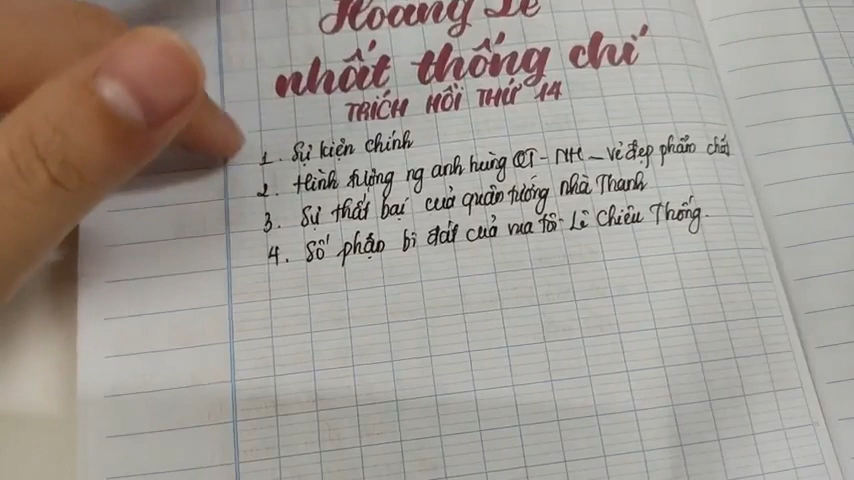 Hoàng Lê
nhất thống chí
TRÍCH HỒI THỨ 14
1. Sự kiện chính
2. Hình tượng ng anh hùng QT - NH - vẻ đẹp phẩm chất
3. Sự thất bại của quân tướng nhà Thanh
4. Số phận bi đát của vua tôi Lê Chiêu Thống.